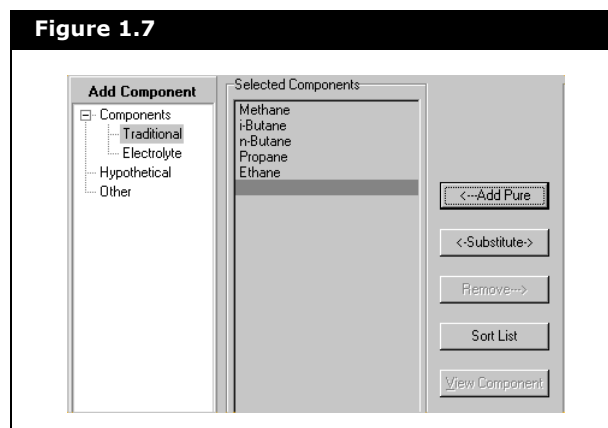 Figure 1.7
Add Component
Components
Traditional
Electrolyte
Hypothetical
Other
Selected Components
Methane
i-Butane
n-Butane
Propane
Ethane
<---Add Pure
<-Substitute->
Remove--->
Sort List
View Component